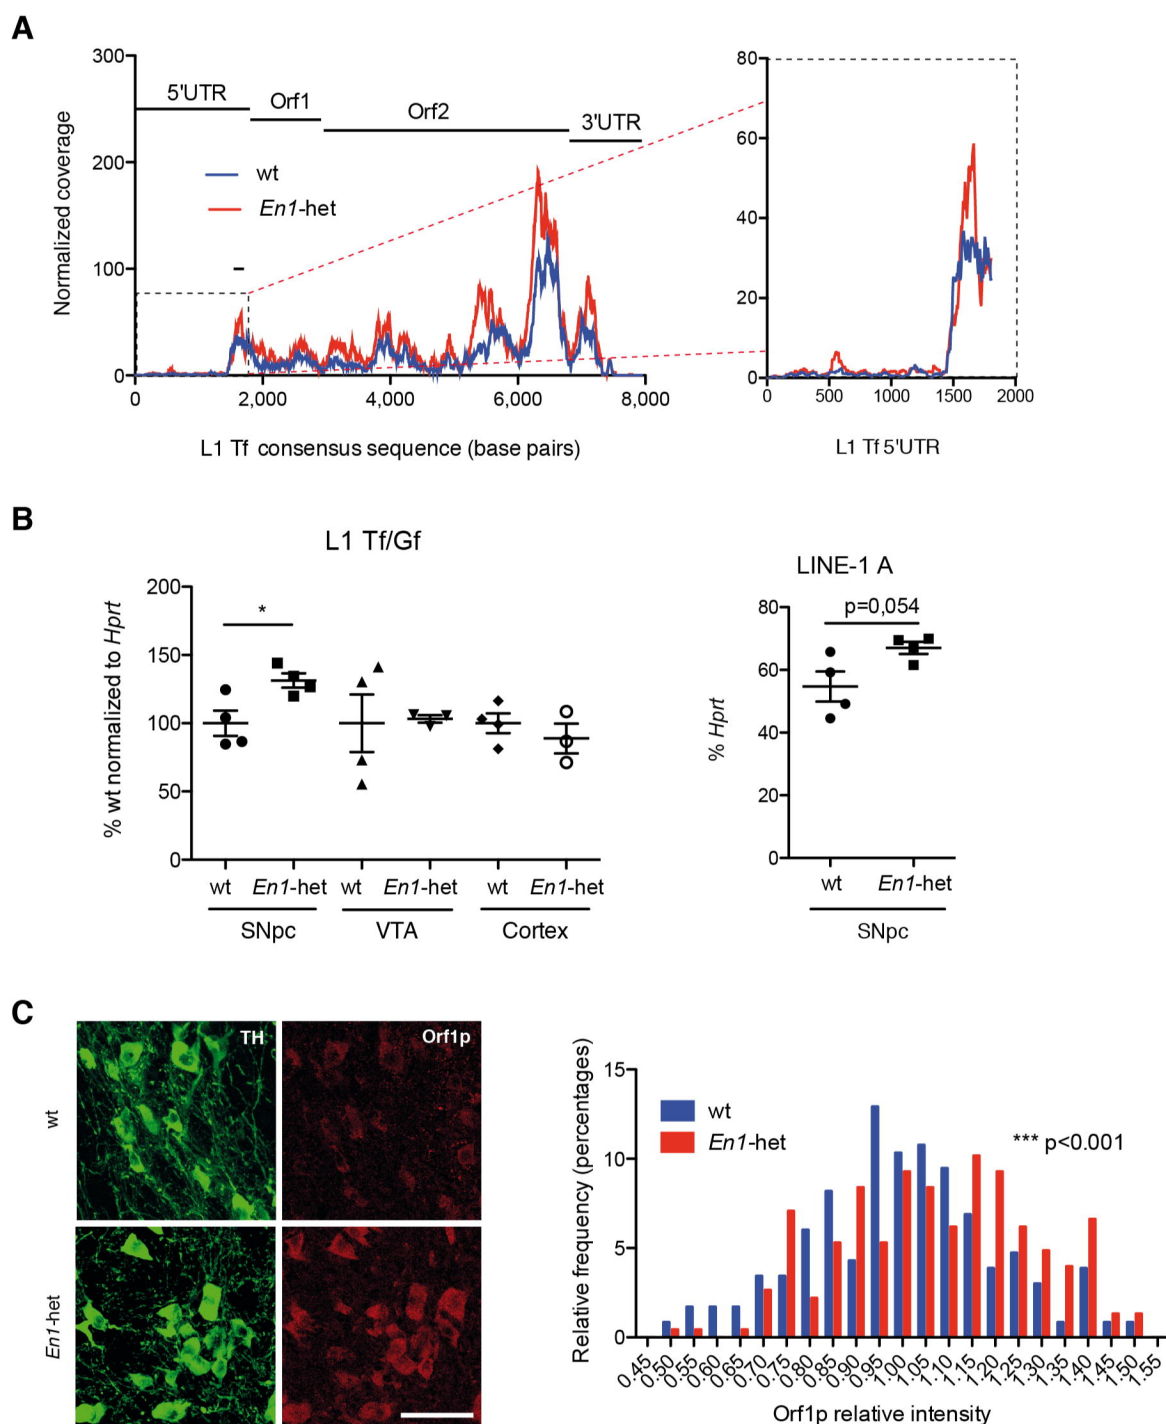 A
300
200
100
0
Normalized coverage
5'UTR
Orf1
Orf2
3'UTR
wt
En1-het
0 2,000 4,000 6,000 8,000
L1 Tf consensus sequence (base pairs)
80
60
40
20
0
0 500 1000 1500 2000
L1 Tf 5'UTR
B
L1 Tf/Gf
% wt normalized to Hprt
200
150
100
50
0
*
wt En1-het wt En1-het wt En1-het
SNpc VTA Cortex
LINE-1 A
p=0,054
% Hprt
80
60
40
20
0
wt En1-het
SNpc
C
TH Orf1p
wt
En1-het
Relative frequency (percentages)
15
10
5
0
wt
En1-het
*** p<0.001
0.45 0.50 0.55 0.60 0.65 0.70 0.75 0.80 0.85 0.90 0.95 1.00 1.05 1.10 1.15 1.20 1.25 1.30 1.35 1.40 1.45 1.50 1.55
Orf1p relative intensity